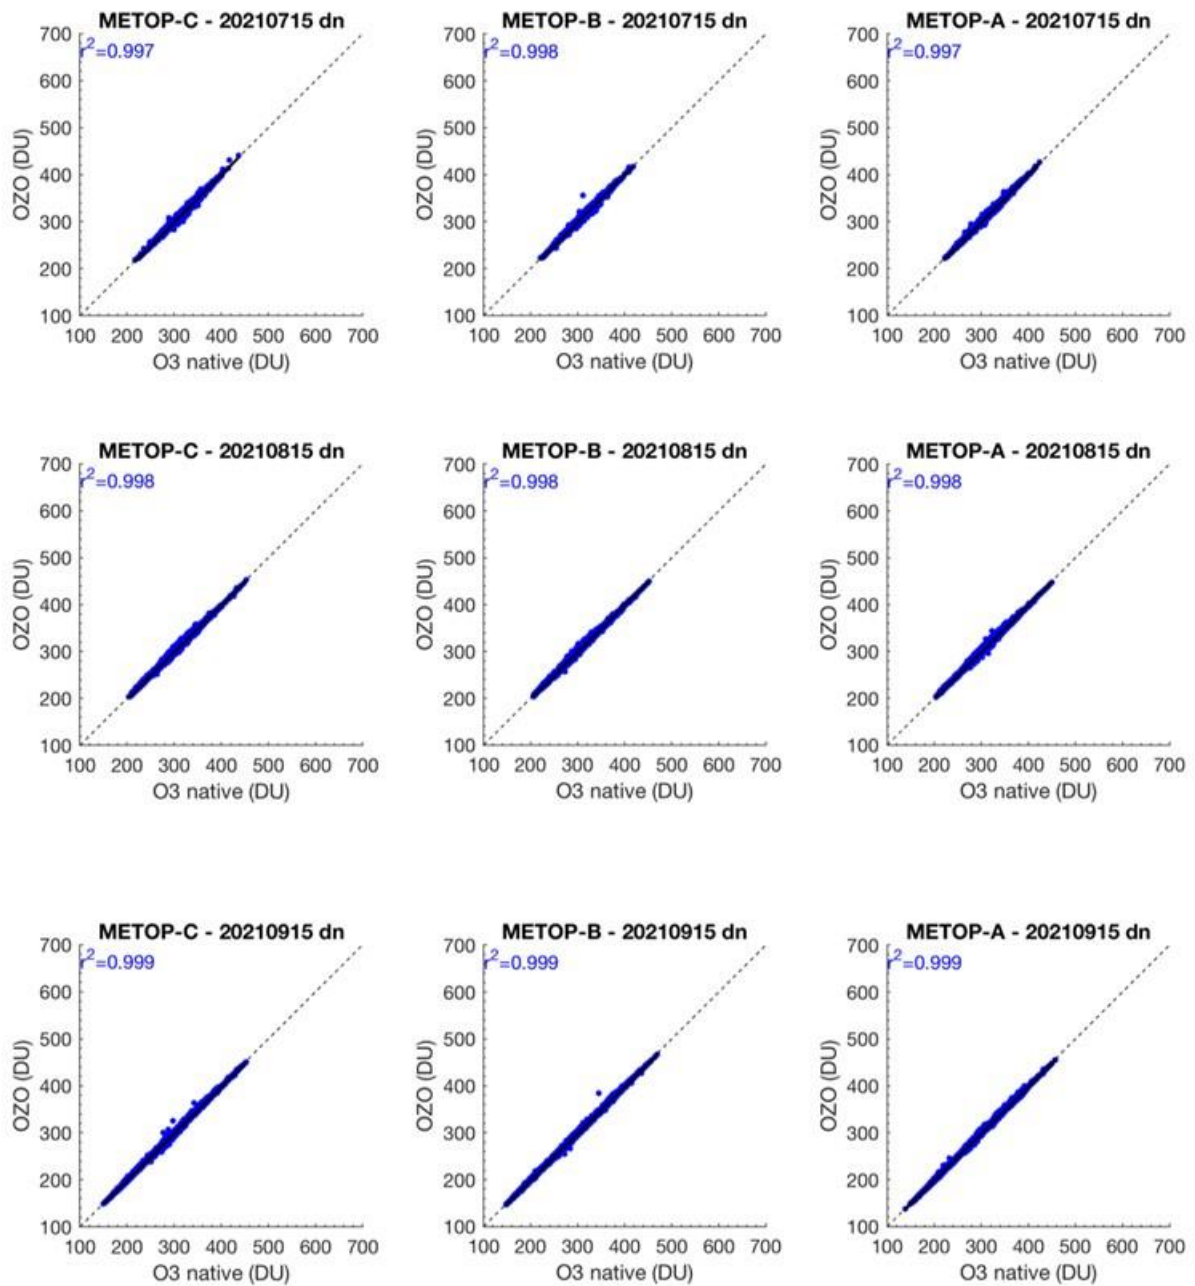 METOP-C - 20210715 dn
METOP-B - 20210715 dn
METOP-A - 20210715 dn
r²=0.997
r²=0.998
r²=0.997
700
600
500
400
300
200
100
OZO (DU)
100 200 300 400 500 600 700
O3 native (DU)
700
600
500
400
300
200
100
OZO (DU)
100 200 300 400 500 600 700
O3 native (DU)
700
600
500
400
300
200
100
OZO (DU)
100 200 300 400 500 600 700
O3 native (DU)
METOP-C - 20210815 dn
METOP-B - 20210815 dn
METOP-A - 20210815 dn
r²=0.998
r²=0.998
r²=0.998
700
600
500
400
300
200
100
OZO (DU)
100 200 300 400 500 600 700
O3 native (DU)
700
600
500
400
300
200
100
OZO (DU)
100 200 300 400 500 600 700
O3 native (DU)
700
600
500
400
300
200
100
OZO (DU)
100 200 300 400 500 600 700
O3 native (DU)
METOP-C - 20210915 dn
METOP-B - 20210915 dn
METOP-A - 20210915 dn
r²=0.999
r²=0.999
r²=0.999
700
600
500
400
300
200
100
OZO (DU)
100 200 300 400 500 600 700
O3 native (DU)
700
600
500
400
300
200
100
OZO (DU)
100 200 300 400 500 600 700
O3 native (DU)
700
600
500
400
300
200
100
OZO (DU)
100 200 300 400 500 600 700
O3 native (DU)